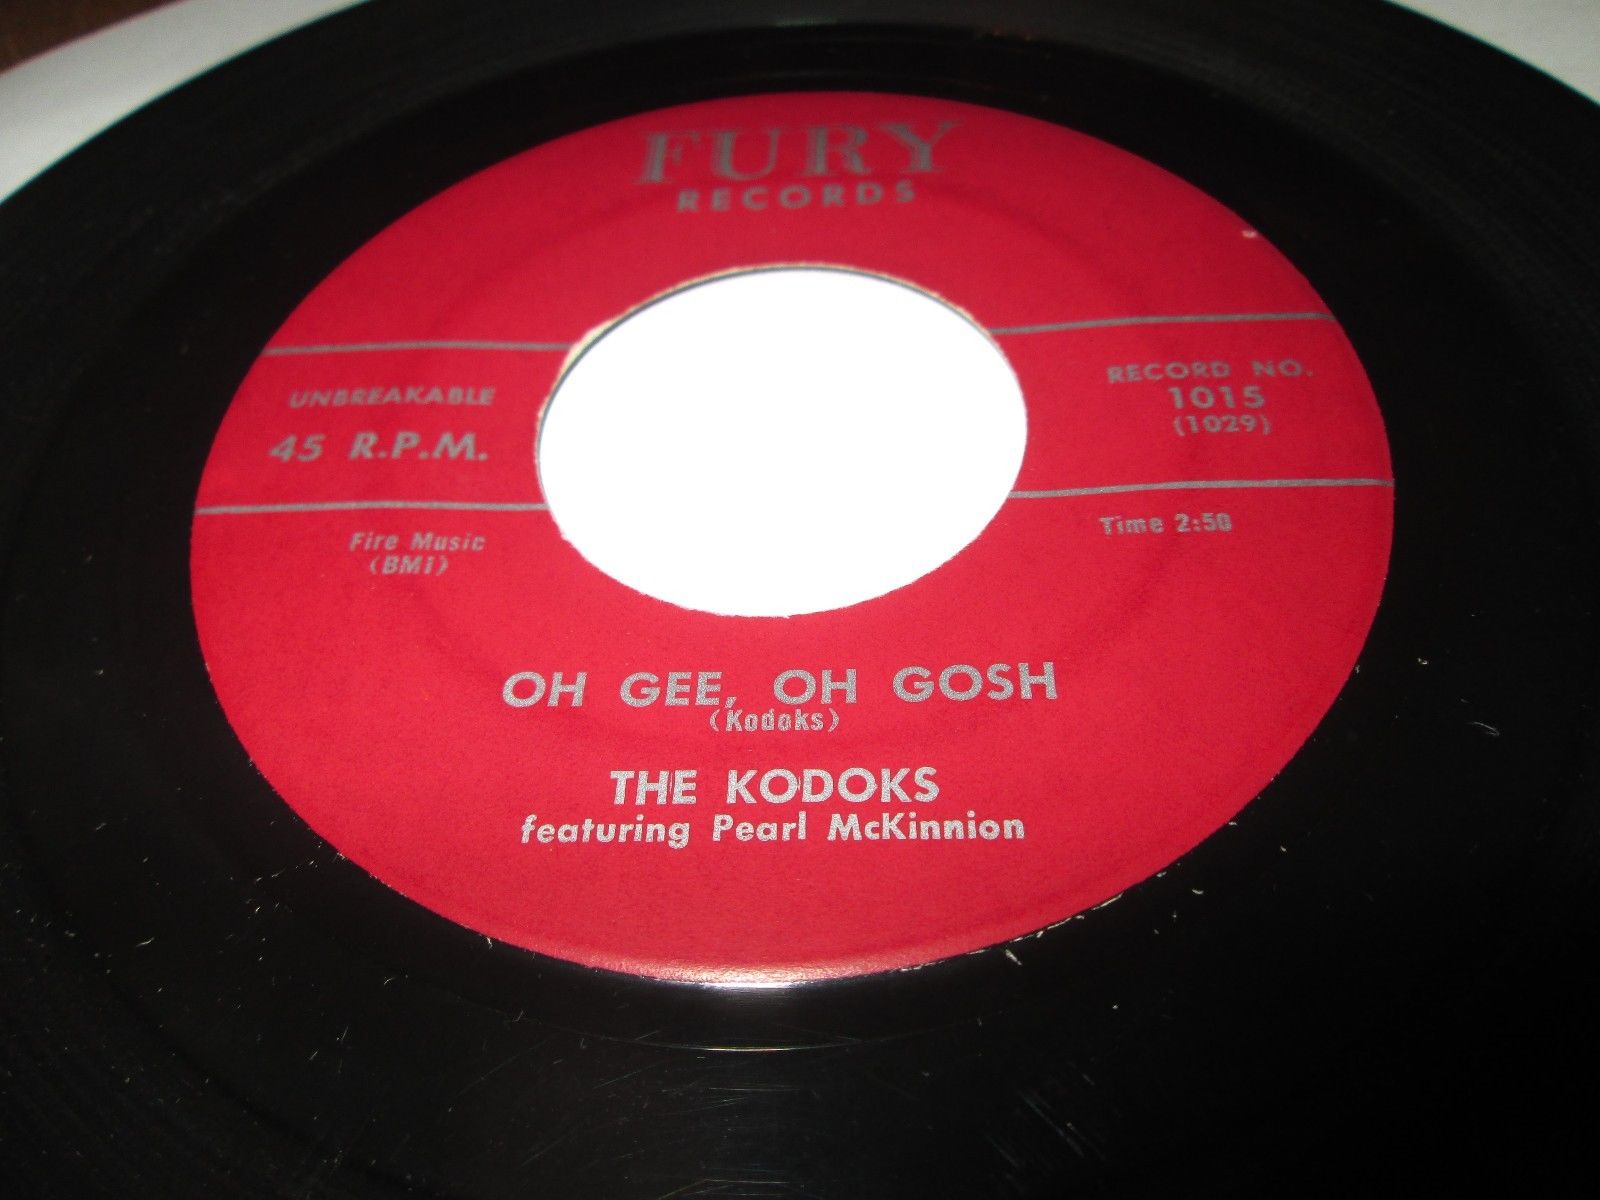 FURY
RECORDS
UNBREAKABLE
45 R.P.M.
RECORD NO.
1015
(1029)
Fire Music
(BMI)
Time 2:50
OH GEE, OH GOSH
(Kodoks)
THE KODOKS
featuring Pearl McKinnion